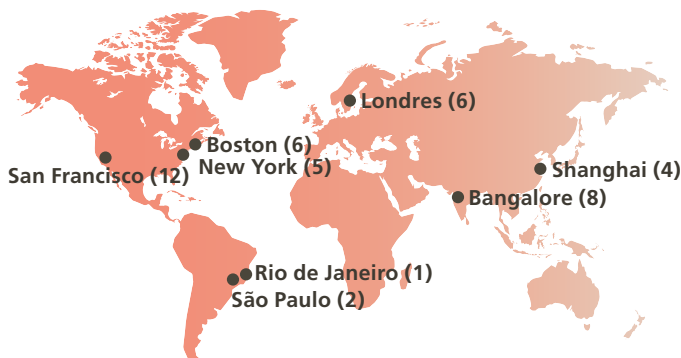 Londres (6)
Boston (6)
New York (5)
San Francisco (12)
Shanghai (4)
Bangalore (8)
Rio de Janeiro (1)
São Paulo (2)